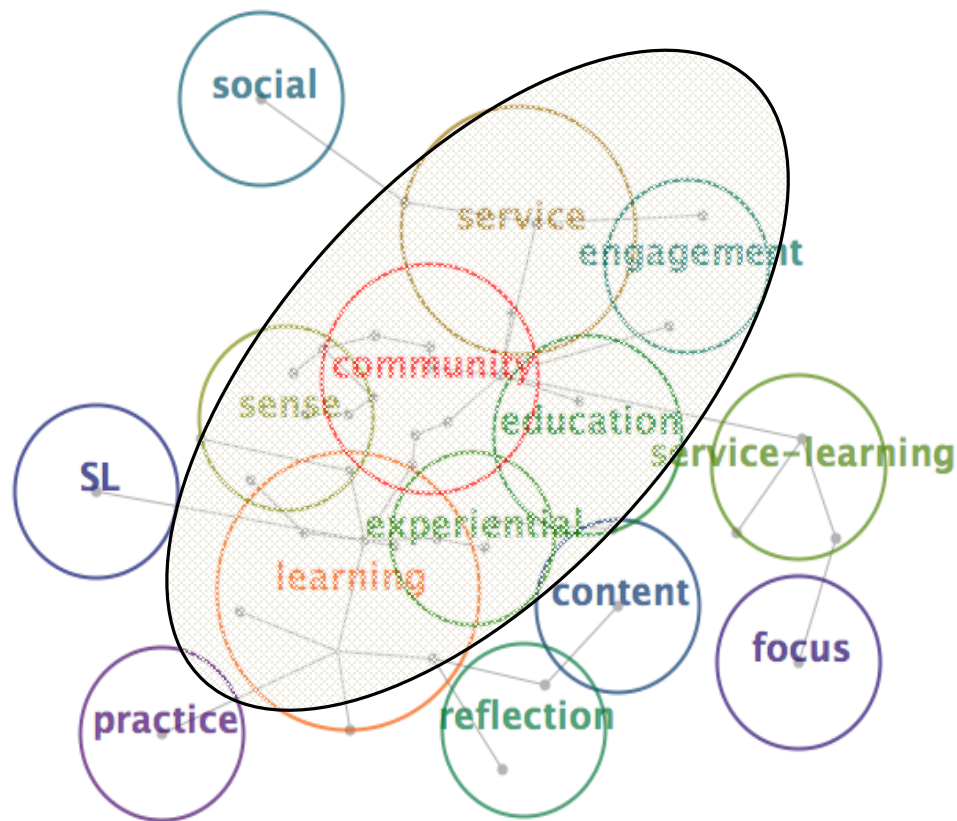 social
service
engagement
community
sense
education
service-learning
SL
experiential
learning
content
focus
practice
reflection